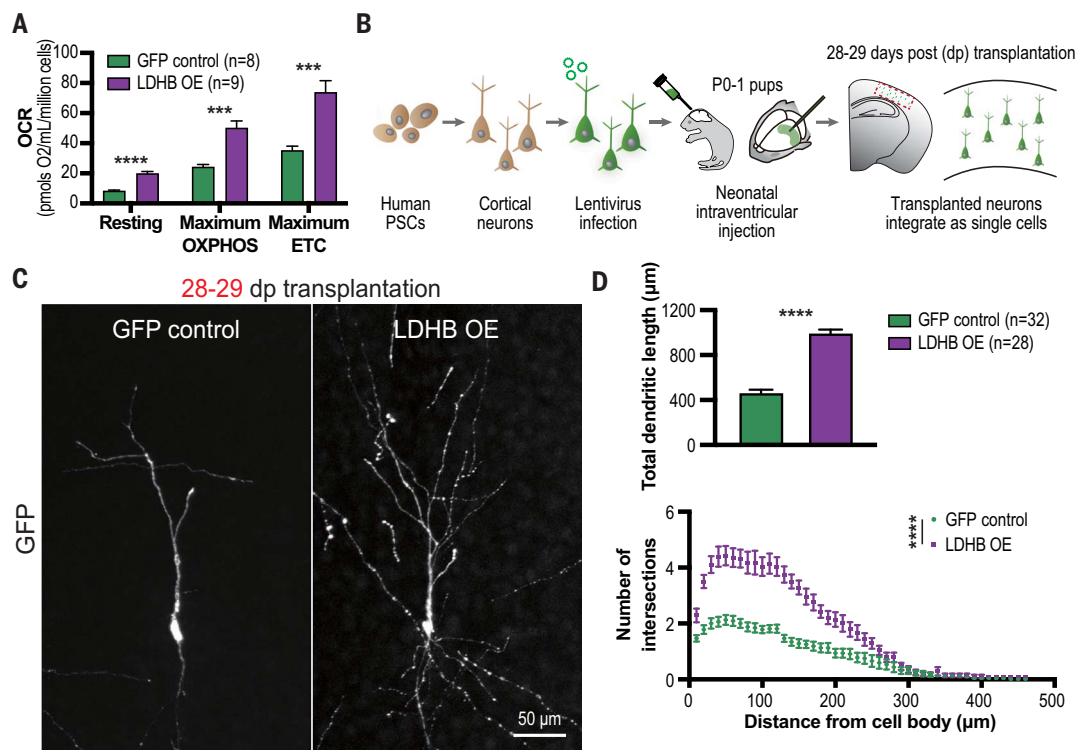 A
OCR
(pmols O2/mL/million cells)
100
80
60
40
20
0
GFP control (n=8)
LDHB OE (n=9)
****
***
***
Resting
Maximum
OXPHOS
Maximum
ETC
B
28-29 days post (dp) transplantation
P0-1 pups
Human
PSCs
Cortical
neurons
Lentivirus
infection
Neonatal
intraventricular
injection
Transplanted neurons
integrate as single cells
C
28-29 dp transplantation
GFP control
LDHB OE
GFP
50 µm
D
Total dendritic length (µm)
1200
800
400
0
****
GFP control (n=32)
LDHB OE (n=28)
Number of
intersections
6
4
2
0
****
GFP control
LDHB OE
0
100
200
300
400
500
Distance from cell body (µm)